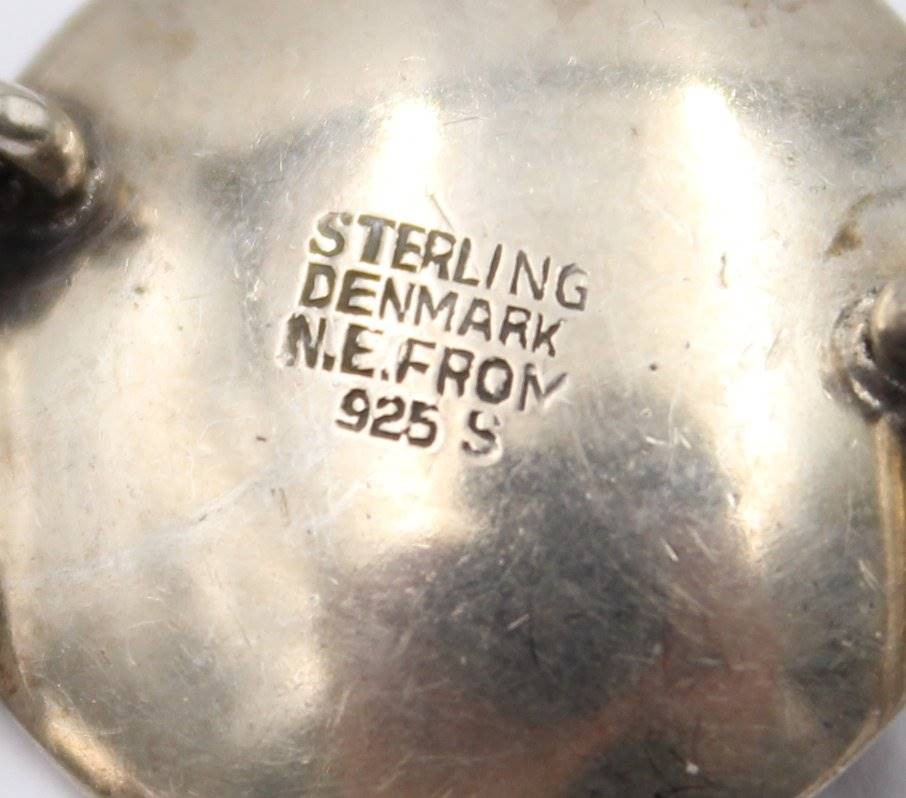 STERLING
DENMARK
N.E.FROM
925 S